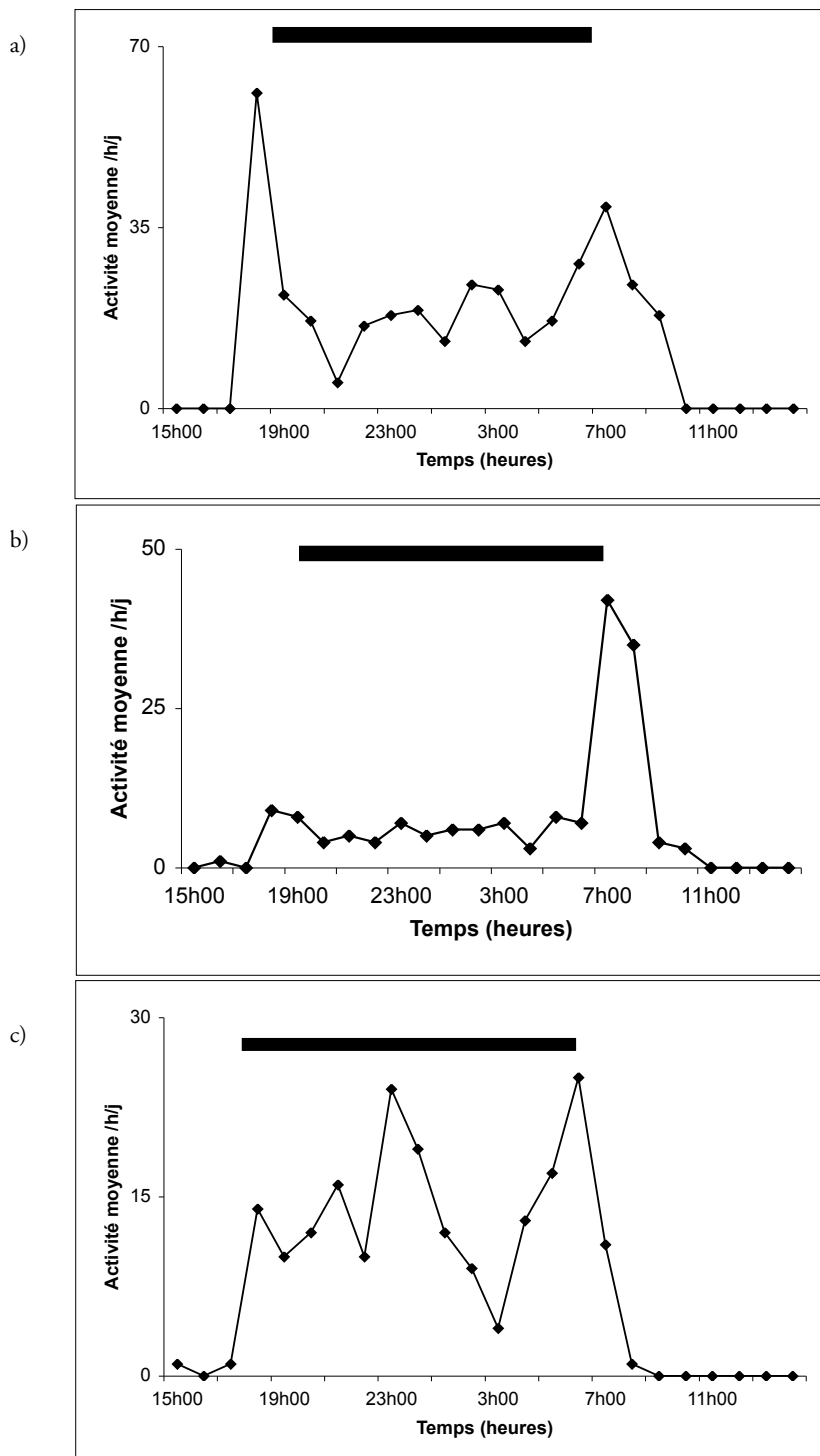 a)
70
35
0
Activité moyenne /h/j
15h00 19h00 23h00 3h00 7h00 11h00
Temps (heures)
b)
50
25
0
Activité moyenne /h/j
15h00 19h00 23h00 3h00 7h00 11h00
Temps (heures)
c)
30
15
0
Activité moyenne /h/j
15h00 19h00 23h00 3h00 7h00 11h00
Temps (heures)